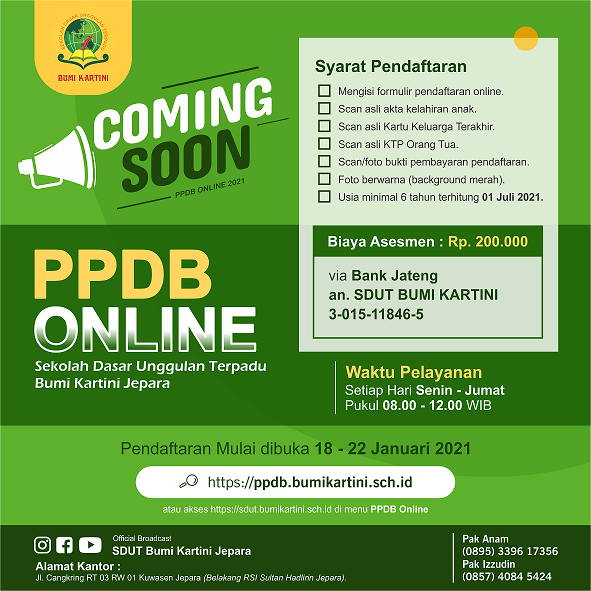 SEKOLAH DASAR UNGGULAN TERPADU
BUMI KARTINI
COMING
SOON
PPDB ONLINE 2021
Syarat Pendaftaran
Mengisi formulir pendaftaran online.
Scan asli akta kelahiran anak.
Scan asli Kartu Keluarga Terakhir.
Scan asli KTP Orang Tua.
Scan/foto bukti pembayaran pendaftaran.
Foto berwarna (background merah).
Usia minimal 6 tahun terhitung 01 Juli 2021.
Biaya Asesmen : Rp. 200.000
via Bank Jateng
an. SDUT BUMI KARTINI
3-015-11846-5
PPDB
ONLINE
Sekolah Dasar Unggulan Terpadu
Bumi Kartini Jepara
Waktu Pelayanan
Setiap Hari Senin - Jumat
Pukul 08.00 - 12.00 WIB
Pendaftaran Mulai dibuka 18 - 22 Januari 2021
https://ppdb.bumikartini.sch.id
atau akses https://sdut.bumikartini.sch.id di menu PPDB Online
Official Broadcast
SDUT Bumi Kartini Jepara
Alamat Kantor :
Jl. Cangkring RT 03 RW 01 Kuwasen Jepara (Belakang RSI Sultan Hadlirin Jepara).
Pak Anam
(0895) 3396 17356
Pak Izzudin
(0857) 4084 5424